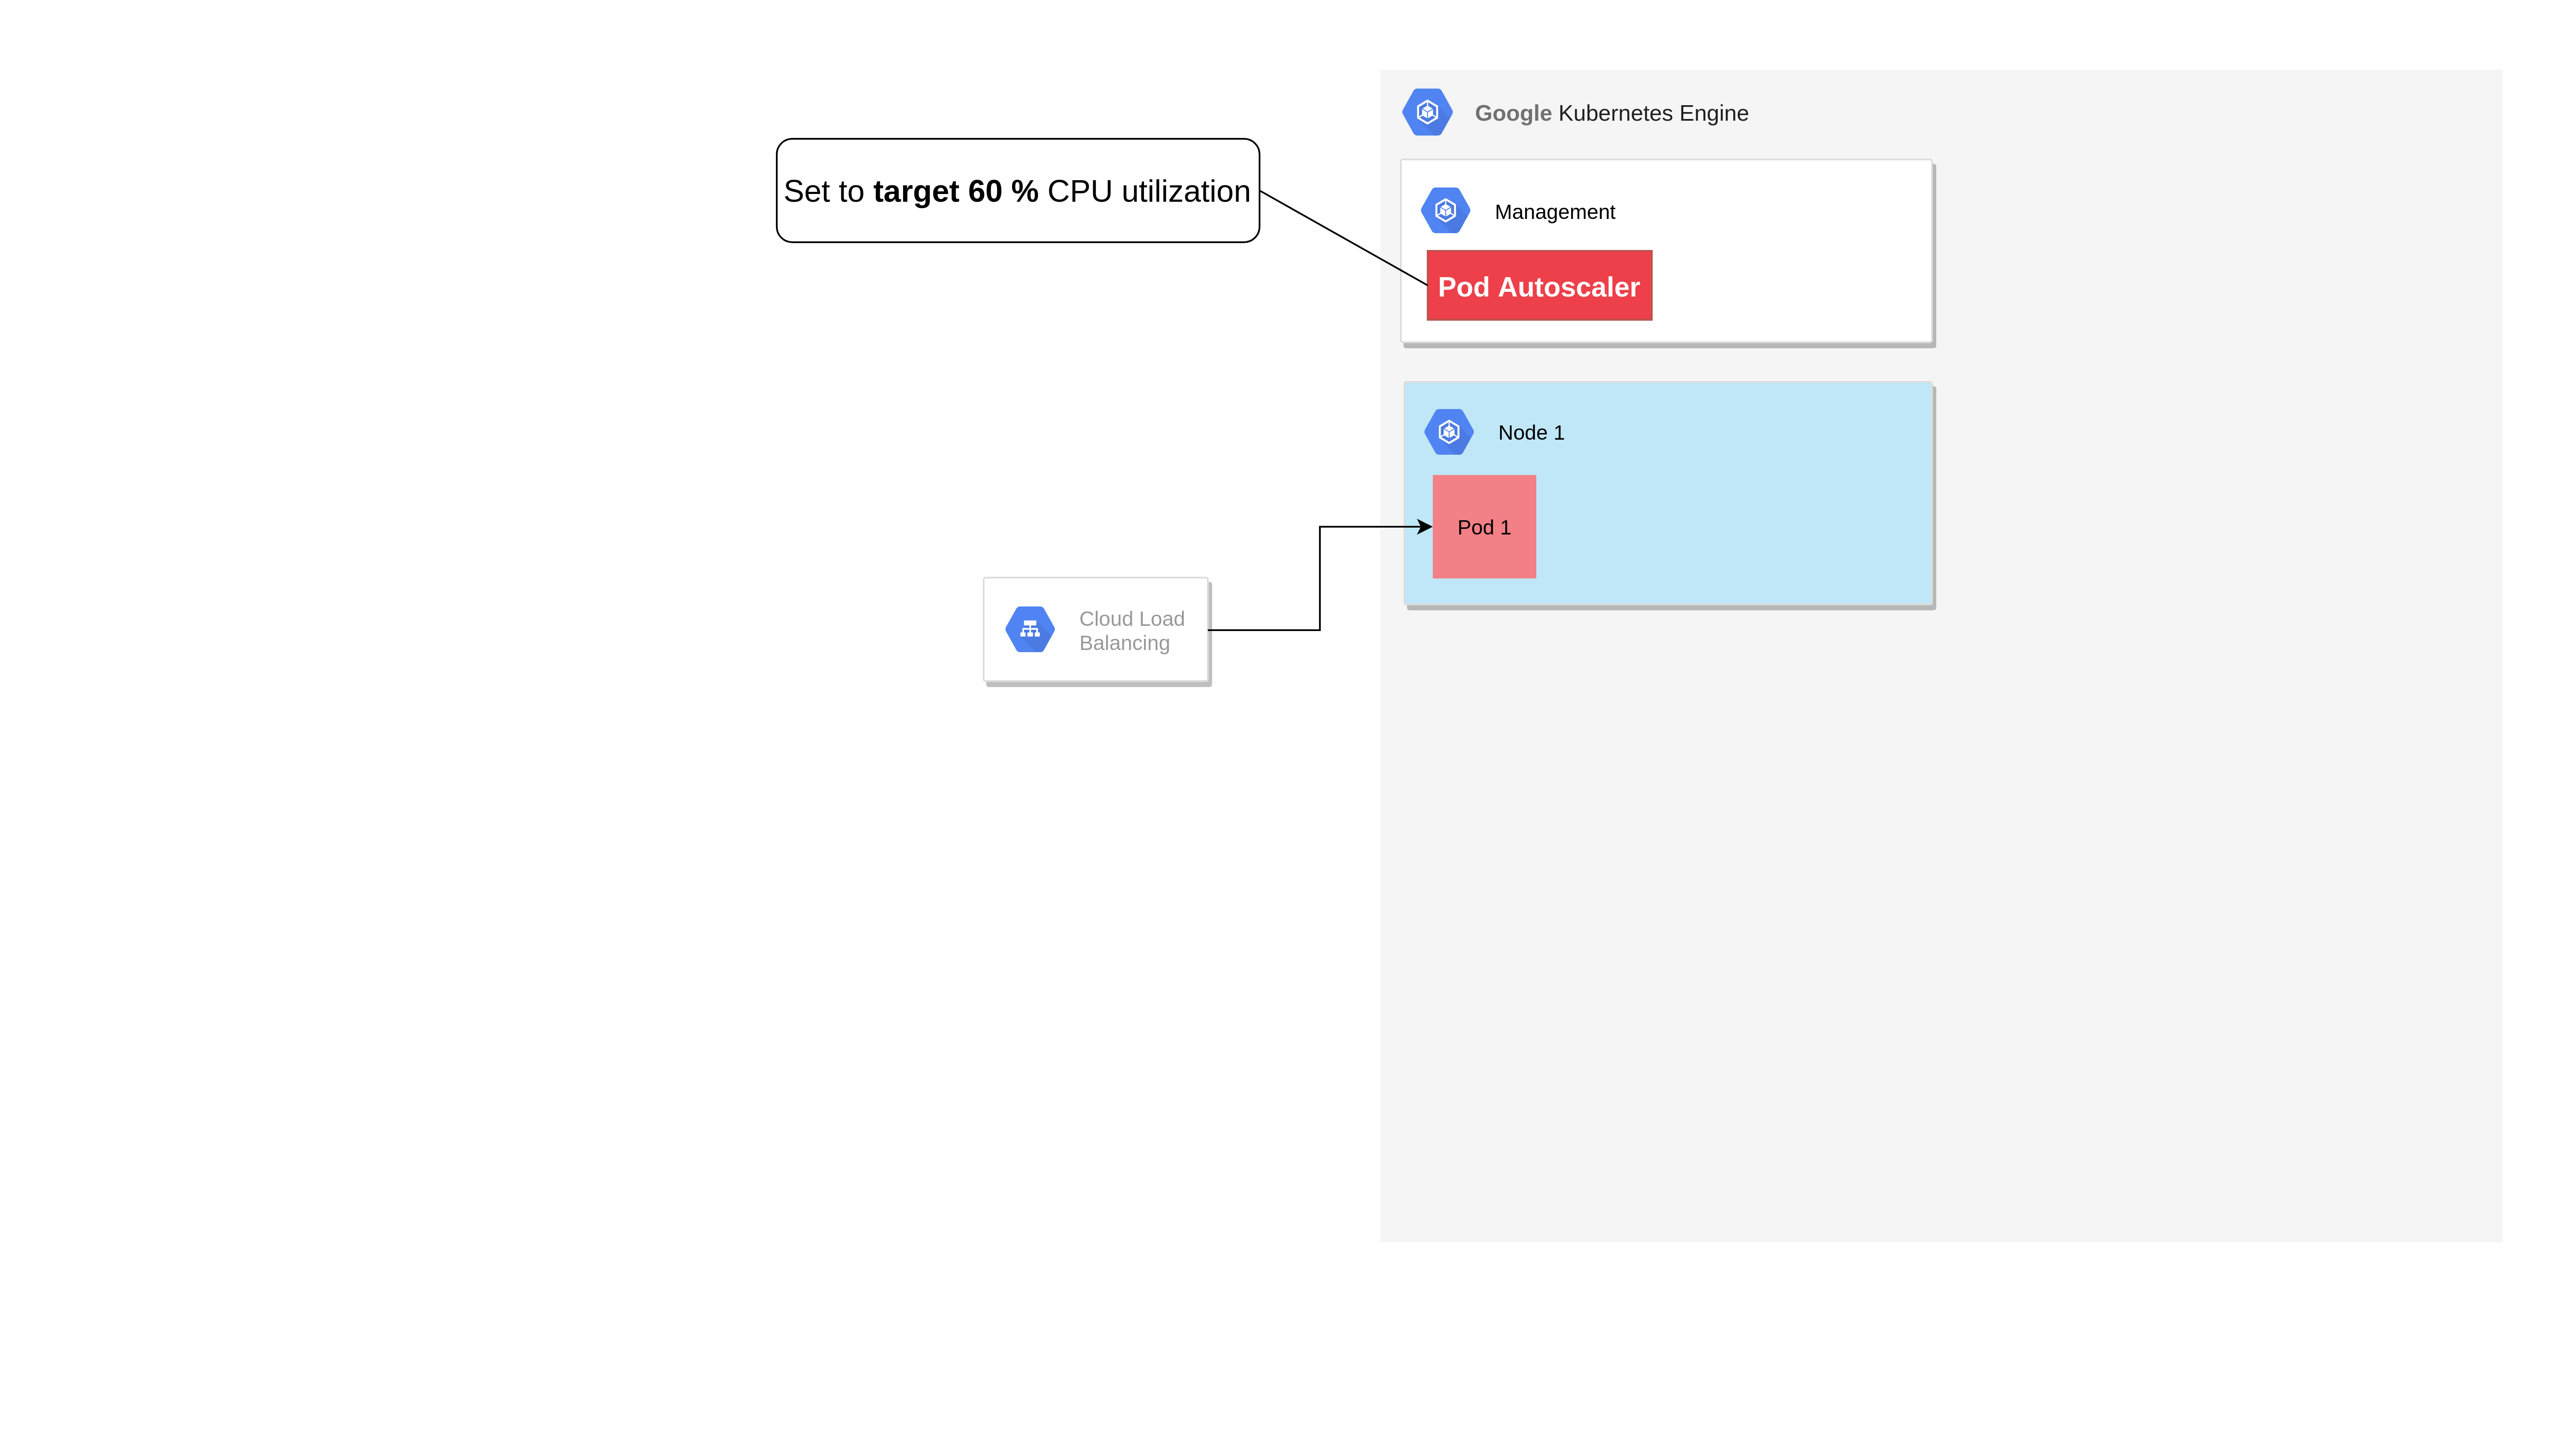 Google Kubernetes Engine
Set to target 60 % CPU utilization
Management
Pod Autoscaler
Node 1
Pod 1
Cloud Load
Balancing